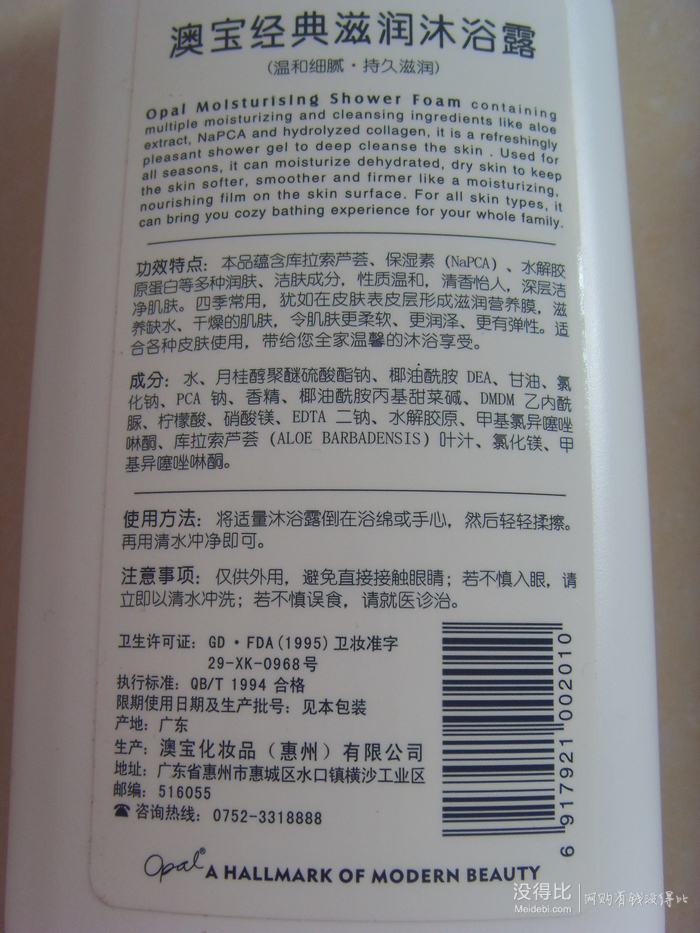 澳宝经典滋润沐浴露
(温和细腻·持久滋润)
Opal Moisturising Shower Foam containing
multiple moisturizing and cleansing ingredients like aloe
extract, NaPCA and hydrolyzed collagen, it is a refreshingly
pleasant shower gel to deep cleanse the skin . Used for
all seasons, it can moisturize dehydrated, dry skin to keep
the skin softer, smoother and firmer like a moisturizing,
nourishing film on the skin surface. For all skin types, it
can bring you cozy bathing experience for your whole family.
功效特点：本品蕴含库拉索芦荟、保湿素（NaPCA）、水解胶
原蛋白等多种润肤、洁肤成分，性质温和，清香怡人，深层洁
净肌肤。四季常用，犹如在皮肤表皮层形成滋润营养膜，滋
养缺水、干燥的肌肤，令肌肤更柔软、更润泽、更有弹性。适
合各种皮肤使用，带给您全家温馨的沐浴享受。
成分：水、月桂醇聚醚硫酸酯钠、椰油酰胺 DEA、甘油、氯
化钠、PCA 钠、香精、椰油酰胺丙基甜菜碱、DMDM 乙内酰
脲、柠檬酸、硝酸镁、EDTA 二钠、水解胶原、甲基氯异噻唑
啉酮、库拉索芦荟（ALOE BARBADENSIS）叶汁、氯化镁、甲
基异噻唑啉酮。
使用方法：将适量沐浴露倒在浴绵或手心，然后轻轻揉擦。
再用清水冲净即可。
注意事项：仅供外用，避免直接接触眼睛；若不慎入眼，请
立即以清水冲洗；若不慎误食，请就医诊治。
卫生许可证：GD·FDA(1995)卫妆准字
29-XK-0968号
执行标准：QB/T 1994 合格
限期使用日期及生产批号：见本包装
产地：广东
生产：澳宝化妆品（惠州）有限公司
地址：广东省惠州市惠城区水口镇横沙工业区
邮编：516055
☎咨询热线：0752-3318888
6 917921 002010
Opal® A HALLMARK OF MODERN BEAUTY
没得比 网购有钱没得比
Meidebi.com